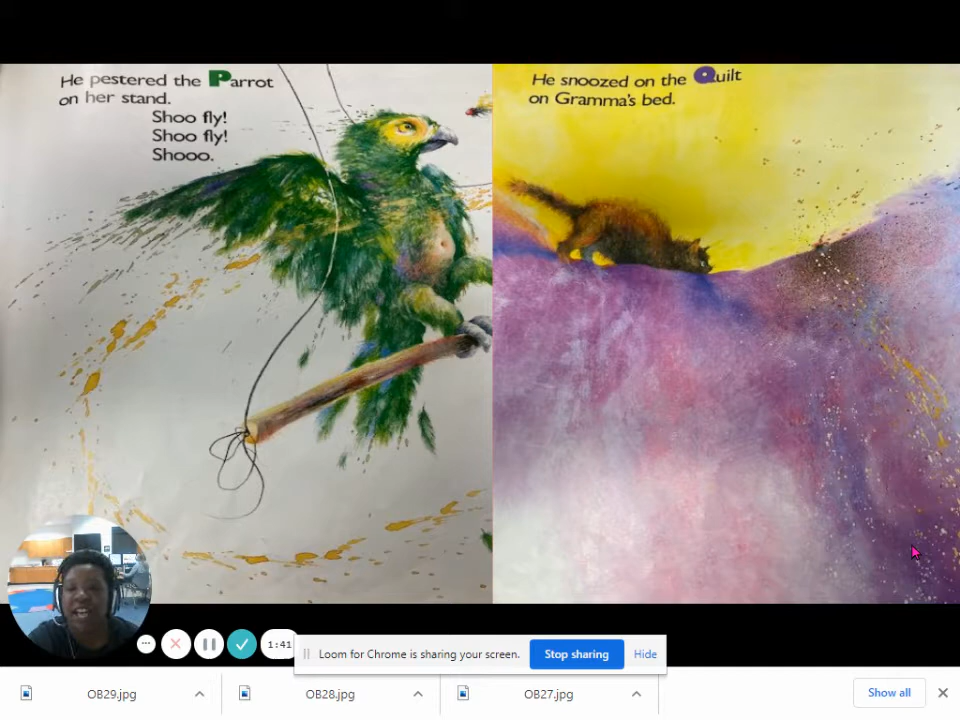 He pestered the Parrot
on her stand.
Shoo fly!
Shoo fly!
Shooo.
He snoozed on the Quilt
on Gramma's bed.
1:41
Loom for Chrome is sharing your screen.
Stop sharing
Hide
OB29.jpg
OB28.jpg
OB27.jpg
Show all